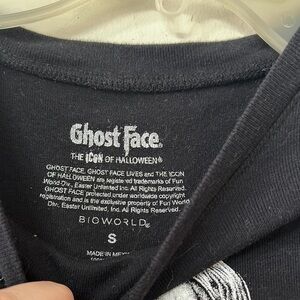 Ghost Face®
THE ICON OF HALLOWEEN®
GHOST FACE, GHOST FACE LIVES and THE ICON
OF HALLOWEEN are registered trademarks of Fun
World Div., Easter Unlimited Inc. All Rights Reserved.
GHOST FACE protected under worldwide copyright
registration and is the exclusive property of Fun World
Div., Easter Unlimited, Inc. All Rights Reserved.
BIOWORLD®
S
MADE IN